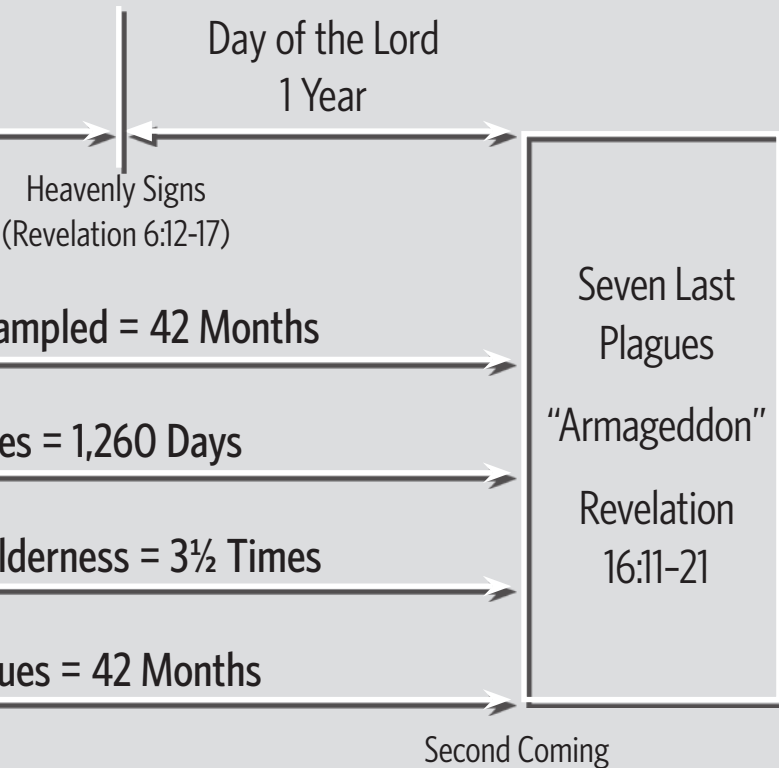 Day of the Lord
1 Year
Heavenly Signs
(Revelation 6:12-17)
ampled = 42 Months
es = 1,260 Days
lderness = 3½ Times
ues = 42 Months
Seven Last
Plagues
“Armageddon”
Revelation
16:11–21
Second Coming